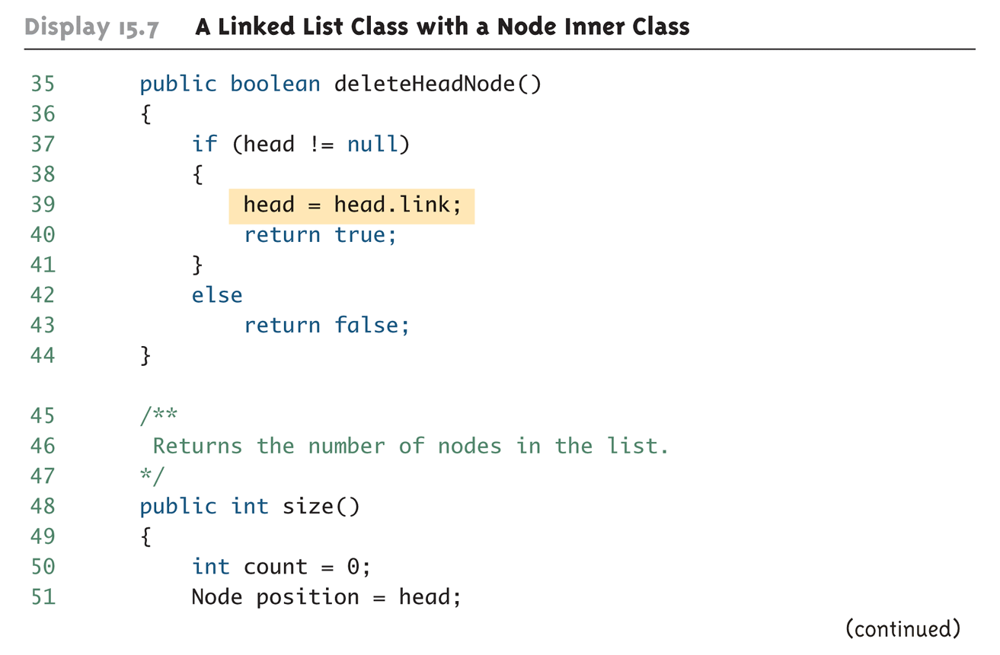 Display 15.7 A Linked List Class with a Node Inner Class
35 public boolean deleteHeadNode()
36 {
37 if (head != null)
38 {
39 head = head.link;
40 return true;
41 }
42 else
43 return false;
44 }
45 /**
46 Returns the number of nodes in the list.
47 */
48 public int size()
49 {
50 int count = 0;
51 Node position = head;
(continued)